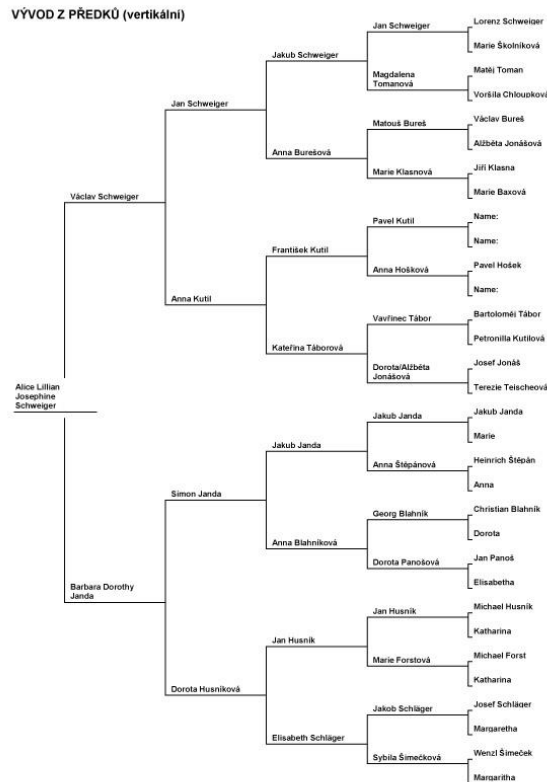 VÝVOD Z PŘEDKŮ (vertikální)
Lorenz Schweiger
Jan Schweiger
Marie Školníková
Jakub Schweiger
Matěj Toman
Magdalena
Tomanová
Voršila Chloupková
Jan Schweiger
Václav Bureš
Matouš Bureš
Alžběta Jonášová
Anna Burešová
Jiří Klasna
Marie Klasnová
Marie Baxová
Václav Schweiger
Name:
Pavel Kutil
Name:
František Kutil
Pavel Hošek
Anna Hošková
Name:
Anna Kutil
Bartoloměj Tábor
Vavřinec Tábor
Petronilla Kutilová
Kateřina Táborová
Josef Jonáš
Dorota/Alžběta
Jonášová
Terezie Teischeová
Alice Lillian
Josephine
Schweiger
Jakub Janda
Jakub Janda
Marie
Jakub Janda
Heinrich Štěpán
Anna Štěpánová
Anna
Simon Janda
Christian Blahník
Georg Blahník
Dorota
Anna Blahníková
Jan Panoš
Dorota Panošová
Elisabetha
Barbara Dorothy
Janda
Michael Husník
Jan Husník
Katharina
Jan Husník
Michael Forst
Marie Forstová
Katharina
Dorota Husníková
Josef Schläger
Jakob Schläger
Margaretha
Elisabeth Schläger
Wenzl Šimeček
Sybila Šimečková
Margaritha